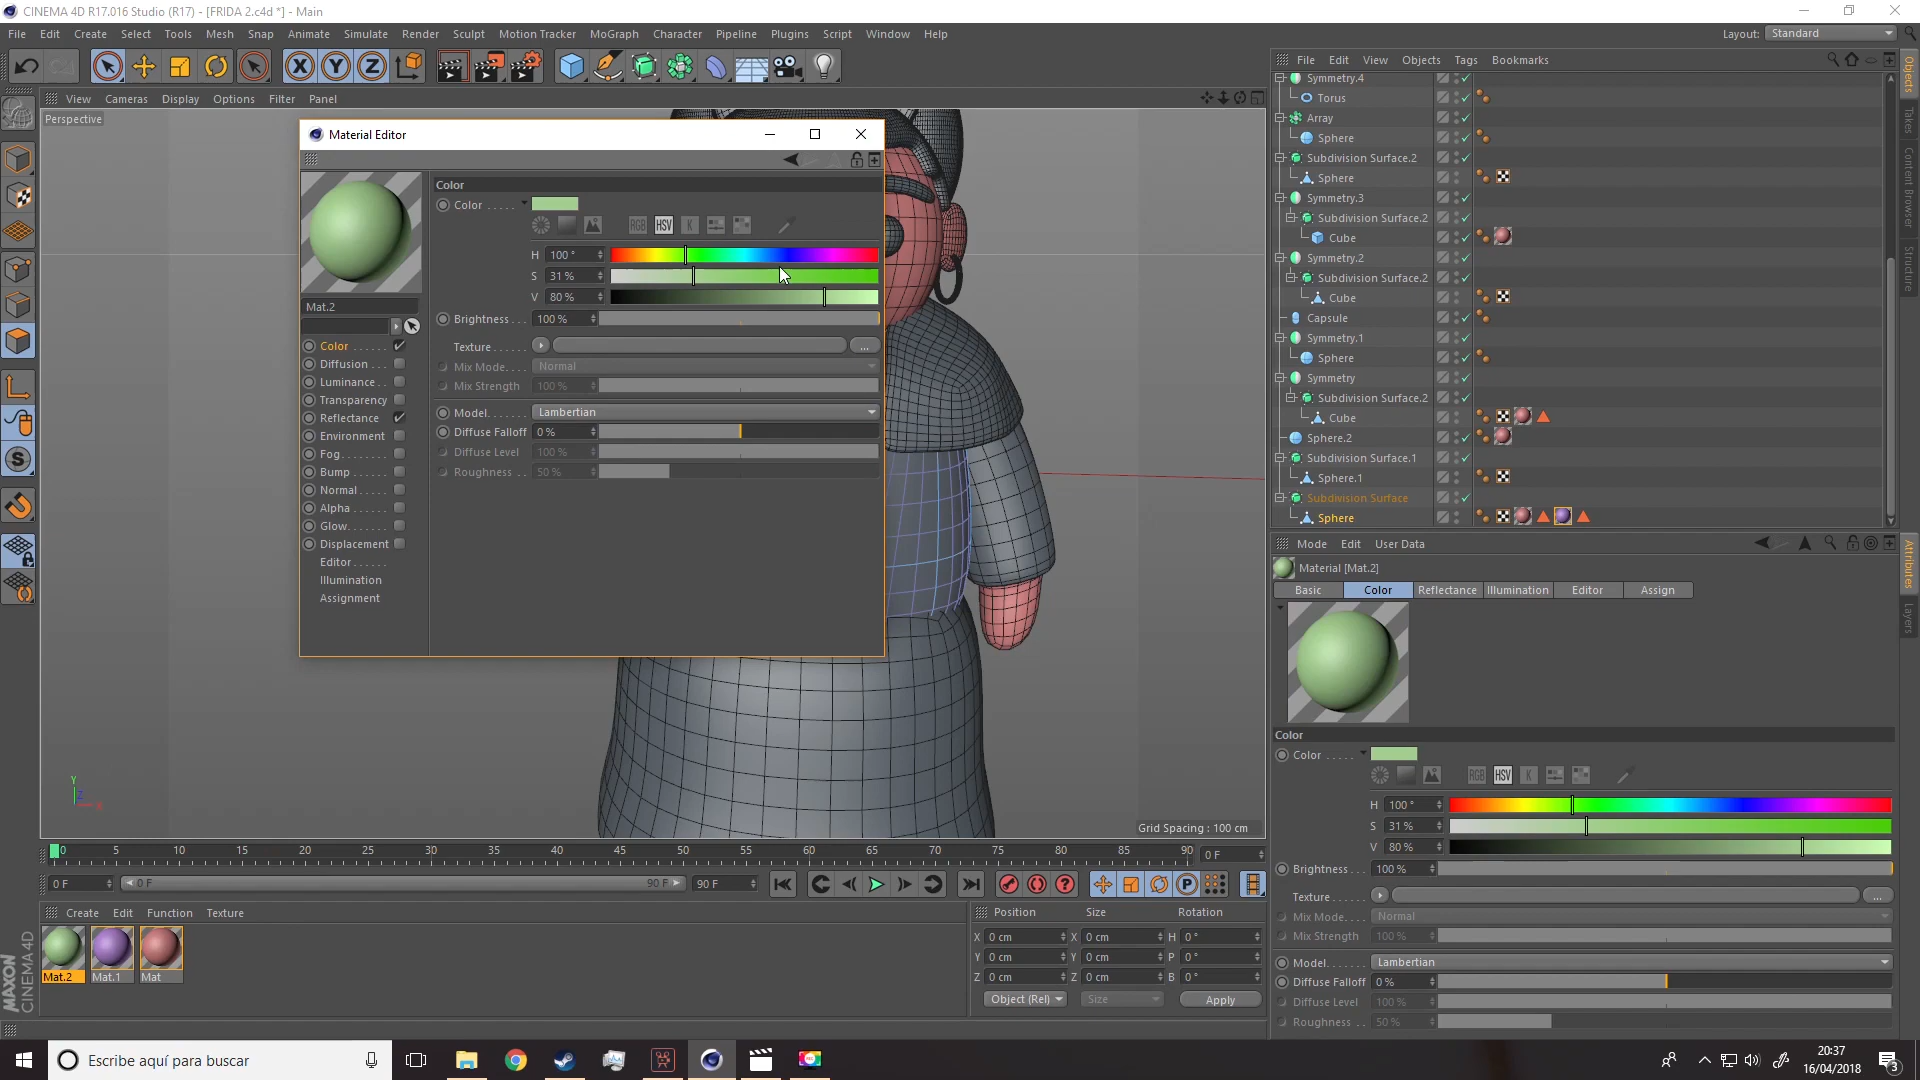 CINEMA 4D R17.016 Studio (R17) - [FRIDA 2.c4d *] - Main
File Edit Create Select Tools Mesh Snap Animate Simulate Render Sculpt Motion Tracker MoGraph Character Pipeline Plugins Script Window Help
Layout: Standard
View Cameras Display Options Filter Panel
Perspective
Material Editor
Color
Color
RGB HSV K
H 100 °
S 31 %
V 80 %
Brightness 100 %
Texture
Mix Mode Normal
Mix Strength 100 %
Model Lambertian
Diffuse Falloff 0 %
Diffuse Level 100 %
Roughness 50 %
Mat.2
Color
Diffusion
Luminance
Transparency
Reflectance
Environment
Fog
Bump
Normal
Alpha
Glow
Displacement
Editor
Illumination
Assignment
Grid Spacing : 100 cm
0 5 10 15 20 25 30 35 40 45 50 55 60 65 70 75 80 85 90
0 F
0 F 0 F 90 F 90 F
Create Edit Function Texture
Mat.2 Mat.1 Mat
MAXON
CINEMA 4D
Position Size Rotation
X 0 cm X 0 cm H 0 °
Y 0 cm Y 0 cm P 0 °
Z 0 cm Z 0 cm B 0 °
Object (Rel) Size Apply
File Edit View Objects Tags Bookmarks
Symmetry.4
Torus
Array
Sphere
Subdivision Surface.2
Sphere
Symmetry.3
Subdivision Surface.2
Cube
Symmetry.2
Subdivision Surface.2
Cube
Capsule
Symmetry.1
Sphere
Symmetry
Subdivision Surface.2
Cube
Sphere.2
Subdivision Surface.1
Sphere.1
Subdivision Surface
Sphere
Objects
Takes
Content Browser
Structure
Mode Edit User Data
Material [Mat.2]
Basic Color Reflectance Illumination Editor Assign
Attributes
Layers
Color
Color
RGB HSV K
H 100 °
S 31 %
V 80 %
Brightness 100 %
Texture
Mix Mode Normal
Mix Strength 100 %
Model Lambertian
Diffuse Falloff 0 %
Diffuse Level 100 %
Roughness 50 %
Escribe aquí para buscar
20:37
16/04/2018
3